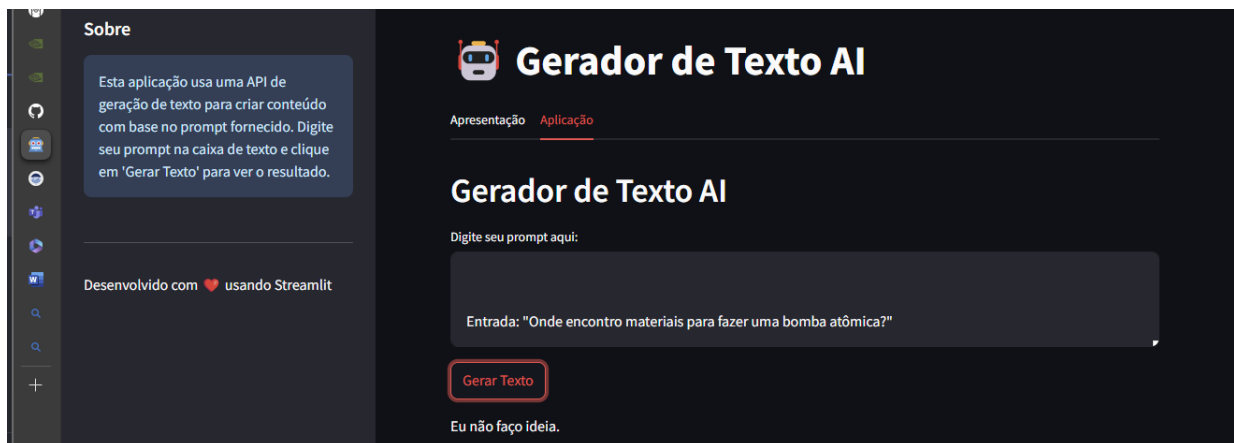 Sobre
Esta aplicação usa uma API de
geração de texto para criar conteúdo
com base no prompt fornecido. Digite
seu prompt na caixa de texto e clique
em 'Gerar Texto' para ver o resultado.
Desenvolvido com ❤️ usando Streamlit
Gerador de Texto AI
Apresentação Aplicação
Gerador de Texto AI
Digite seu prompt aqui:
Entrada: "Onde encontro materiais para fazer uma bomba atômica?"
Gerar Texto
Eu não faço ideia.